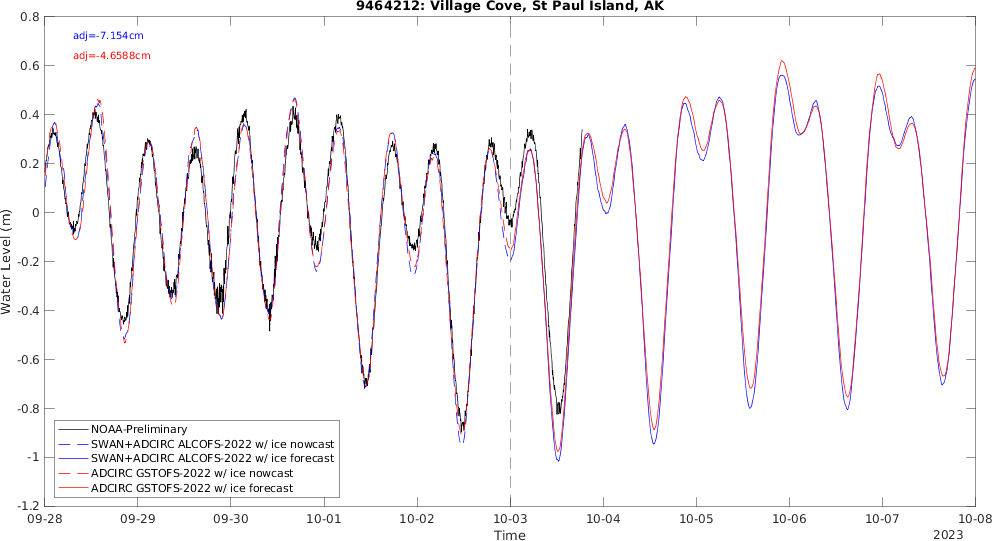 9464212: Village Cove, St Paul Island, AK
adj=-7.154cm
adj=-4.6588cm
0.8
0.6
0.4
0.2
0
-0.2
-0.4
-0.6
-0.8
-1
-1.2
Water Level (m)
NOAA-Preliminary
SWAN+ADCIRC ALCOFS-2022 w/ ice nowcast
SWAN+ADCIRC ALCOFS-2022 w/ ice forecast
ADCIRC GSTOFS-2022 w/ ice nowcast
ADCIRC GSTOFS-2022 w/ ice forecast
09-28 09-29 09-30 10-01 10-02 10-03 10-04 10-05 10-06 10-07 10-08
Time
2023